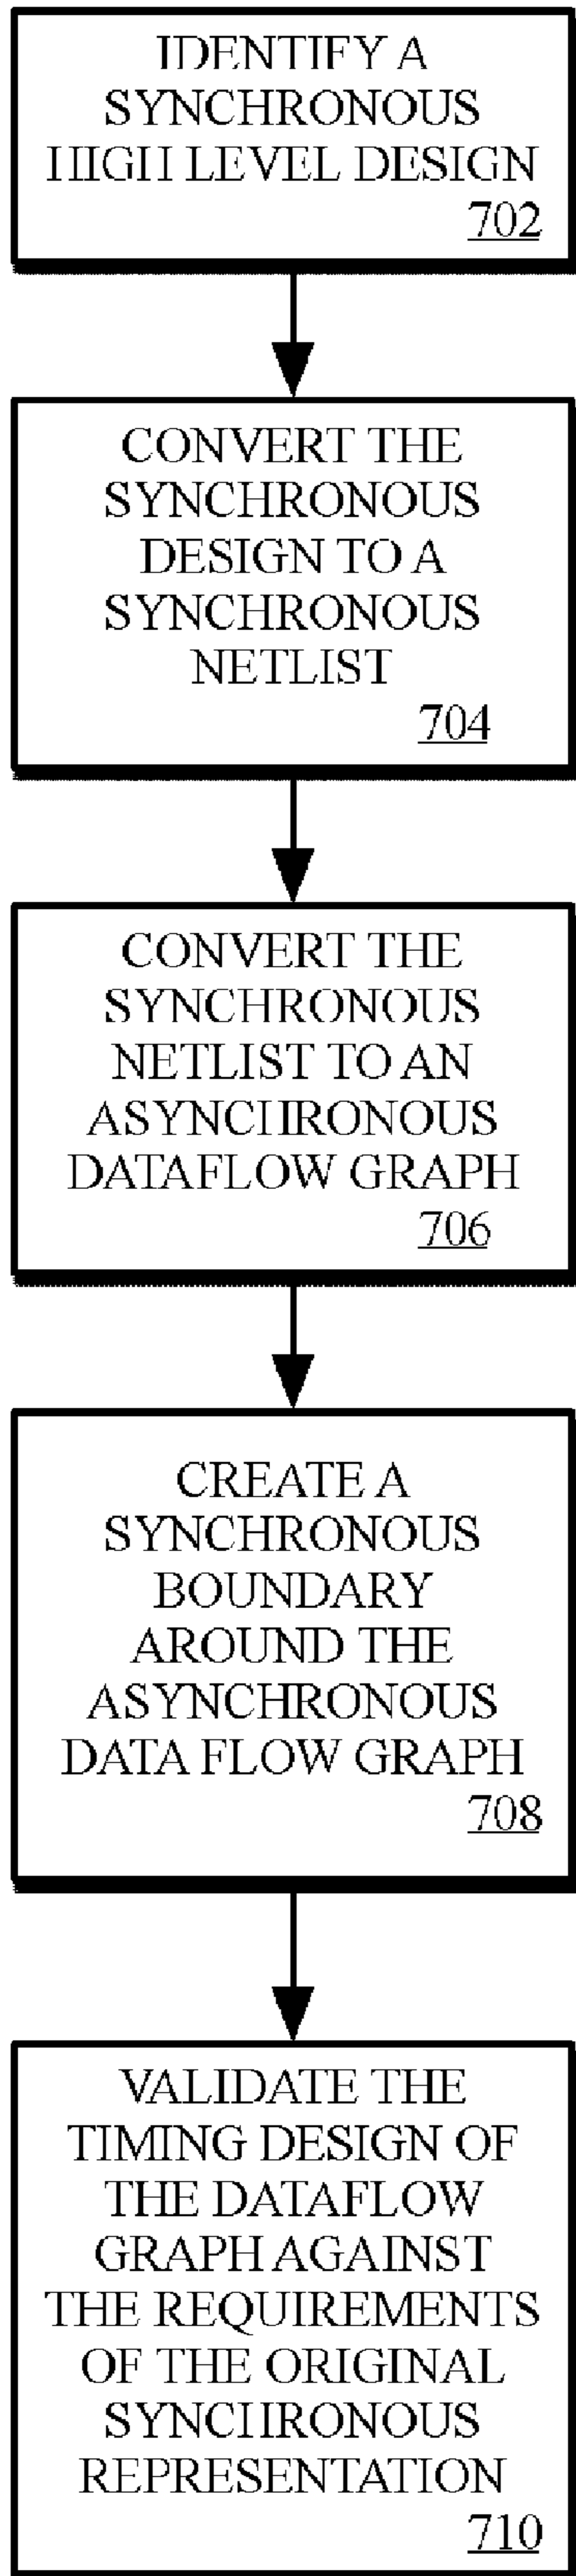 IDENTIFY A
SYNCHRONOUS
HIGH LEVEL DESIGN
702
CONVERT THE
SYNCHRONOUS
DESIGN TO A
SYNCHRONOUS
NETLIST
704
CONVERT THE
SYNCHRONOUS
NETLIST TO AN
ASYNCHRONOUS
DATAFLOW GRAPH
706
CREATE A
SYNCHRONOUS
BOUNDARY
AROUND THE
ASYNCHRONOUS
DATA FLOW GRAPH
708
VALIDATE THE
TIMING DESIGN OF
THE DATAFLOW
GRAPH AGAINST
THE REQUIREMENTS
OF THE ORIGINAL
SYNCHRONOUS
REPRESENTATION
710